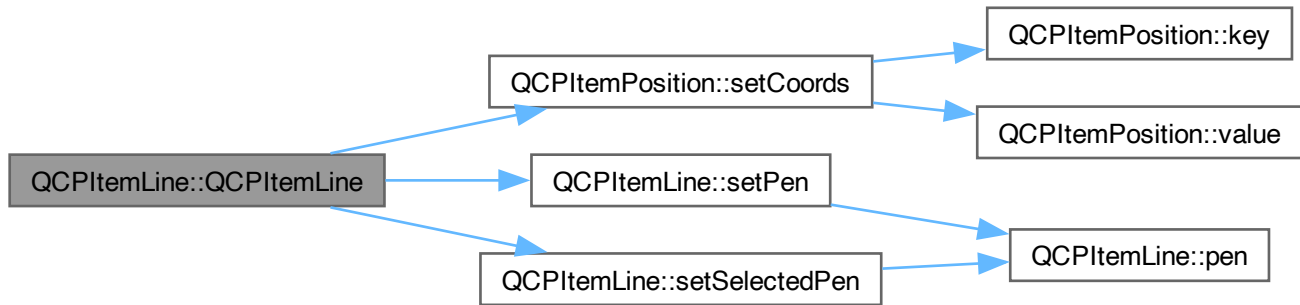 QCPItemPosition::key
QCPItemPosition::setCoords
QCPItemPosition::value
QCPItemLine::QCPItemLine
QCPItemLine::setPen
QCPItemLine::pen
QCPItemLine::setSelectedPen